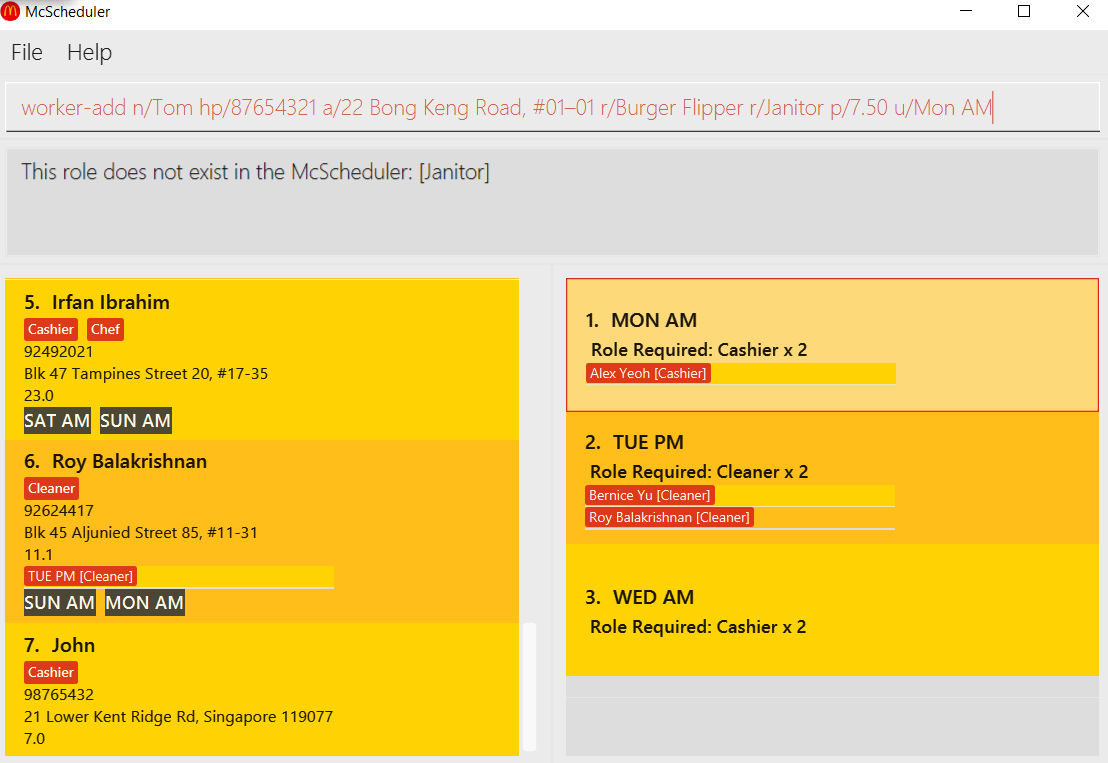 McScheduler
File Help
worker-add n/Tom hp/87654321 a/22 Bong Keng Road, #01–01 r/Burger Flipper r/Janitor p/7.50 u/Mon AM
This role does not exist in the McScheduler: [Janitor]
5. Irfan Ibrahim
Cashier Chef
92492021
Blk 47 Tampines Street 20, #17-35
23.0
SAT AM SUN AM
6. Roy Balakrishnan
Cleaner
92624417
Blk 45 Aljunied Street 85, #11-31
11.1
TUE PM [Cleaner]
SUN AM MON AM
7. John
Cashier
98765432
21 Lower Kent Ridge Rd, Singapore 119077
7.0
1. MON AM
Role Required: Cashier x 2
Alex Yeoh [Cashier]
2. TUE PM
Role Required: Cleaner x 2
Bernice Yu [Cleaner]
Roy Balakrishnan [Cleaner]
3. WED AM
Role Required: Cashier x 2